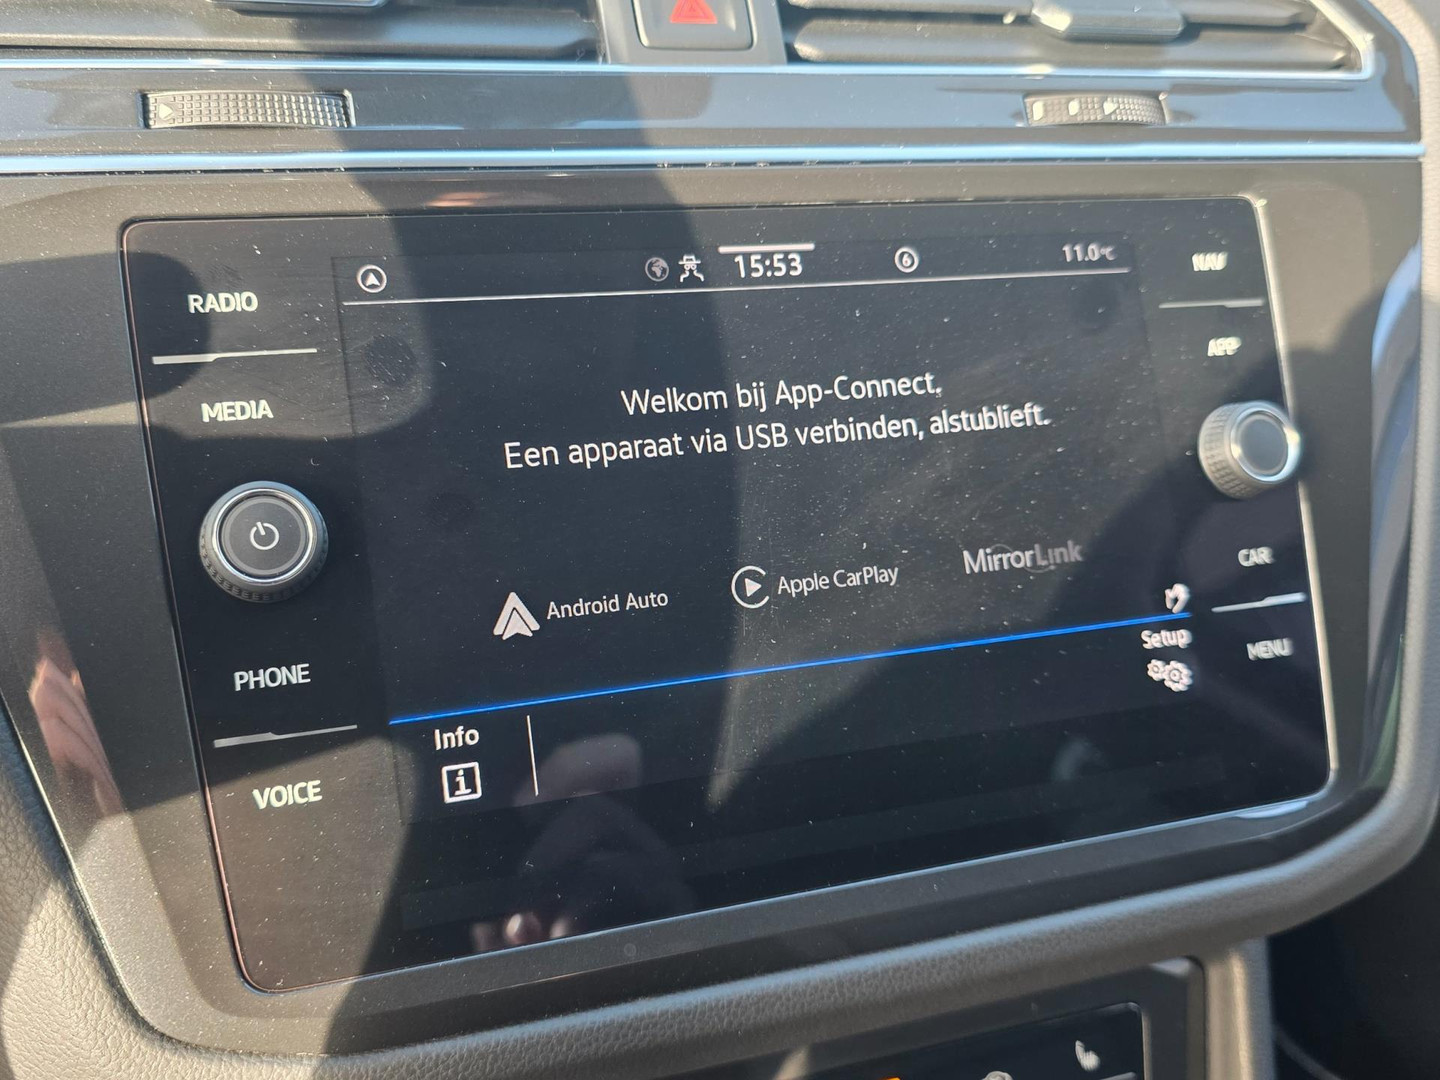 15:53
6
11.0°C
RADIO
MEDIA
PHONE
VOICE
Welkom bij App-Connect.
Een apparaat via USB verbinden, alstublieft.
Android Auto
Apple CarPlay
MirrorLink
Info
i
Setup
NAV
APP
CAR
MENU